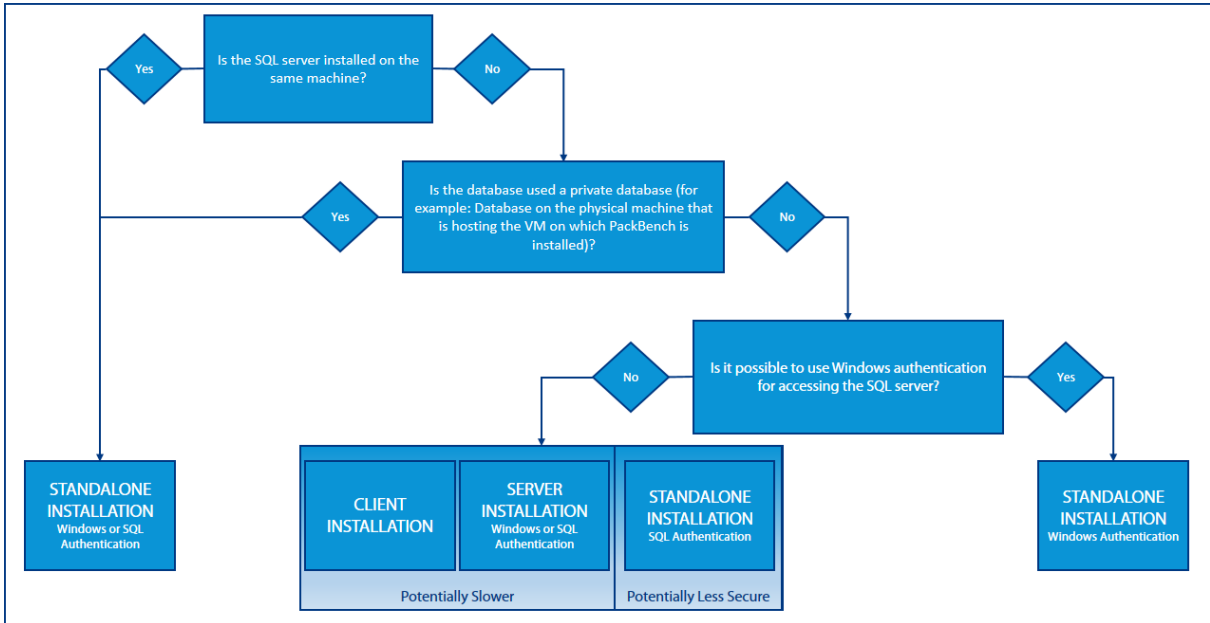 Yes
Is the SQL server installed on the
same machine?
No
Yes
Is the database used a private database (for
example: Database on the physical machine that
is hosting the VM on which PackBench is
installed)?
No
No
Is it possible to use Windows authentication
for accessing the SQL server?
Yes
STANDALONE
INSTALLATION
Windows or SQL
Authentication
CLIENT
INSTALLATION
SERVER
INSTALLATION
Windows or SQL
Authentication
STANDALONE
INSTALLATION
SQL Authentication
STANDALONE
INSTALLATION
Windows Authentication
Potentially Slower
Potentially Less Secure